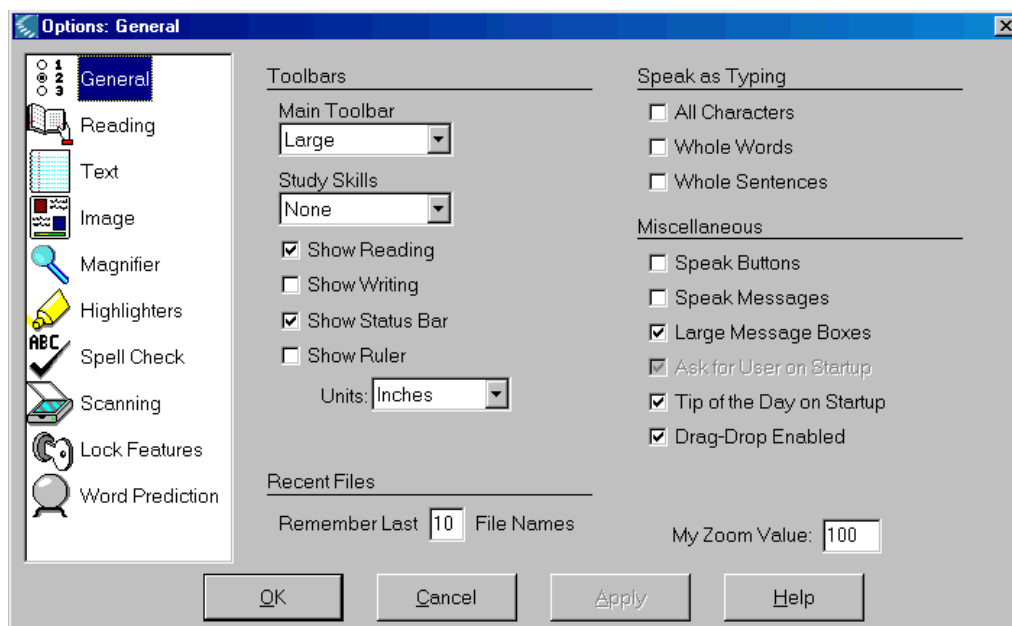 Options: General
1
2
3
General
Reading
Text
Image
Magnifier
Highlighters
ABC
Spell Check
Scanning
Lock Features
Word Prediction
Toolbars
Main Toolbar
Large
Study Skills
None
Show Reading
Show Writing
Show Status Bar
Show Ruler
Units: Inches
Recent Files
Remember Last 10 File Names
Speak as Typing
All Characters
Whole Words
Whole Sentences
Miscellaneous
Speak Buttons
Speak Messages
Large Message Boxes
Ask for User on Startup
Tip of the Day on Startup
Drag-Drop Enabled
My Zoom Value: 100
OK
Cancel
Apply
Help